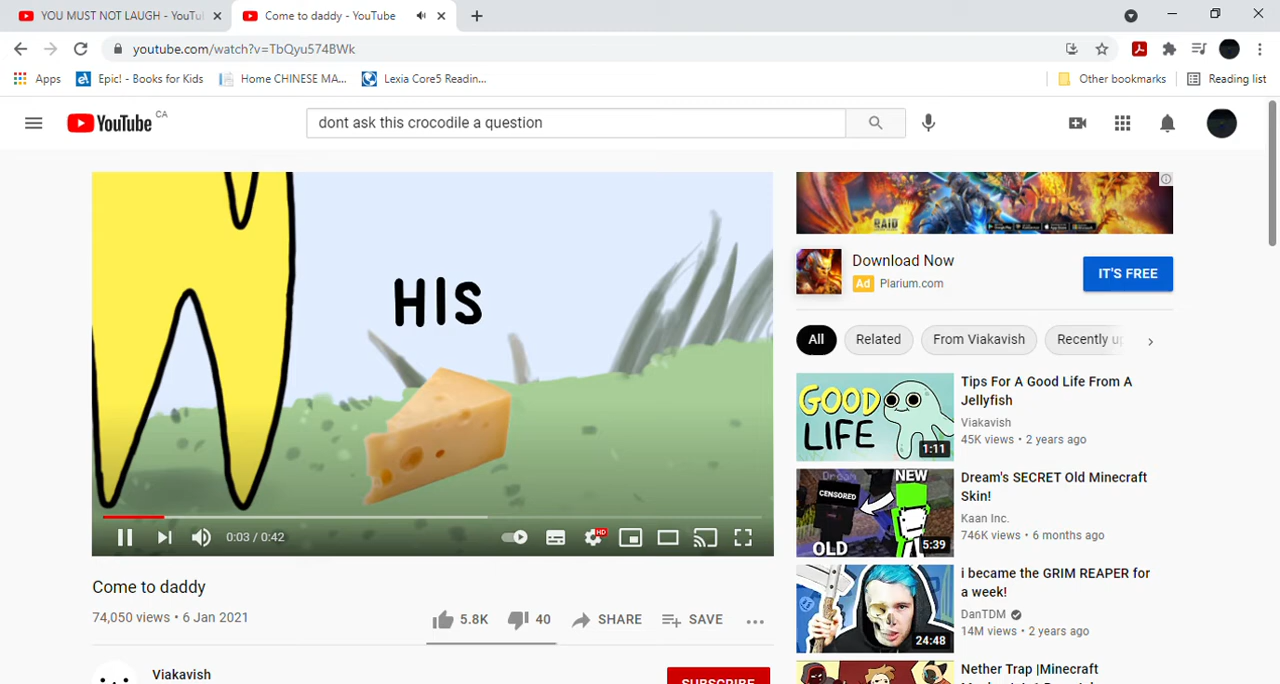 YOU MUST NOT LAUGH - YouTu
Come to daddy - YouTube
youtube.com/watch?v=TbQyu574BWk
Apps
Epic! - Books for Kids
Home CHINESE MA...
Lexia Core5 Readin...
Other bookmarks
Reading list
YouTube CA
dont ask this crocodile a question
HIS
0:03 / 0:42
HD
Come to daddy
74,050 views • 6 Jan 2021
5.8K
40
SHARE
SAVE
Viakavish
SUBSCRIBE
RAID
Download Now
Ad Plarium.com
IT'S FREE
All
Related
From Viakavish
Recently up
GOOD
LIFE
1:11
Tips For A Good Life From A
Jellyfish
Viakavish
45K views • 2 years ago
Dream
NEW
CENSORED
OLD
5:39
Dream's SECRET Old Minecraft
Skin!
Kaan Inc.
746K views • 6 months ago
24:48
i became the GRIM REAPER for
a week!
DanTDM
14M views • 2 years ago
Nether Trap |Minecraft